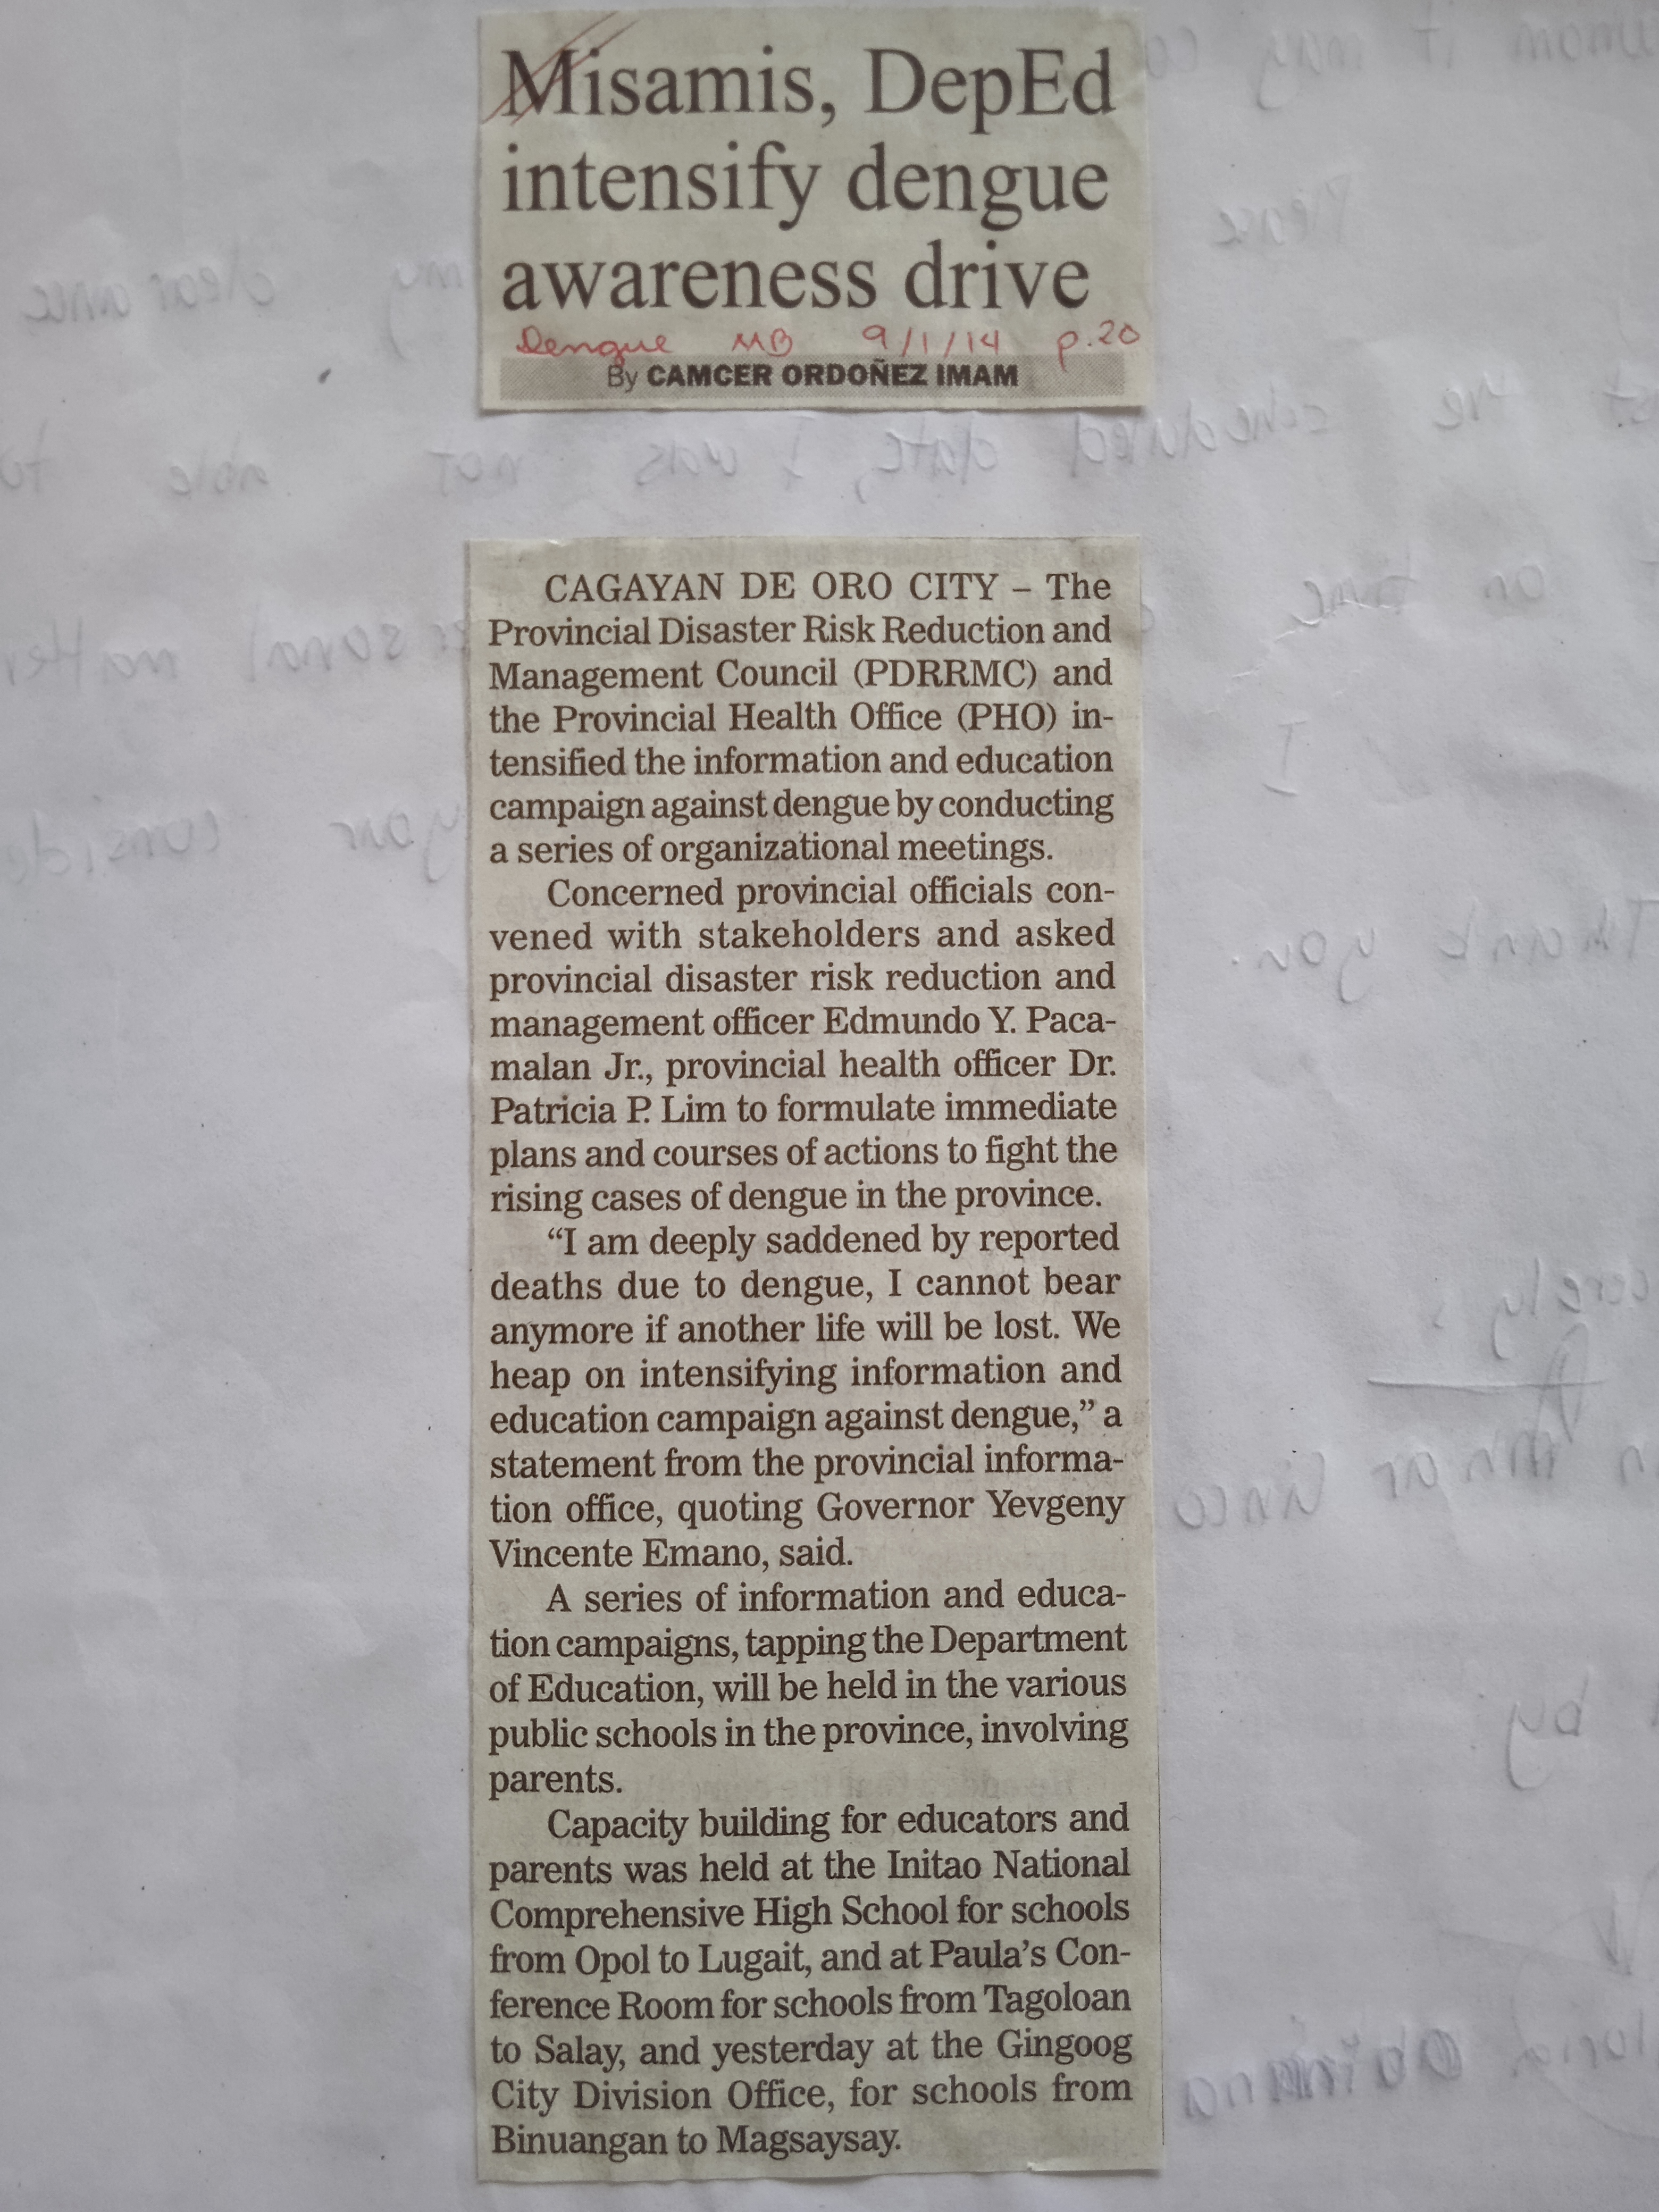 Misamis, DepEd
intensify dengue
awareness drive
Dengue MB 9/1/14 p.20
By CAMCER ORDOÑEZ IMAM
CAGAYAN DE ORO CITY – The
Provincial Disaster Risk Reduction and
Management Council (PDRRMC) and
the Provincial Health Office (PHO) in-
tensified the information and education
campaign against dengue by conducting
a series of organizational meetings.
Concerned provincial officials con-
vened with stakeholders and asked
provincial disaster risk reduction and
management officer Edmundo Y. Paca-
malan Jr., provincial health officer Dr.
Patricia P. Lim to formulate immediate
plans and courses of actions to fight the
rising cases of dengue in the province.
“I am deeply saddened by reported
deaths due to dengue, I cannot bear
anymore if another life will be lost. We
heap on intensifying information and
education campaign against dengue,” a
statement from the provincial informa-
tion office, quoting Governor Yevgeny
Vincente Emano, said.
A series of information and educa-
tion campaigns, tapping the Department
of Education, will be held in the various
public schools in the province, involving
parents.
Capacity building for educators and
parents was held at the Initao National
Comprehensive High School for schools
from Opol to Lugait, and at Paula’s Con-
ference Room for schools from Tagoloan
to Salay, and yesterday at the Gingoog
City Division Office, for schools from
Binuangan to Magsaysay.